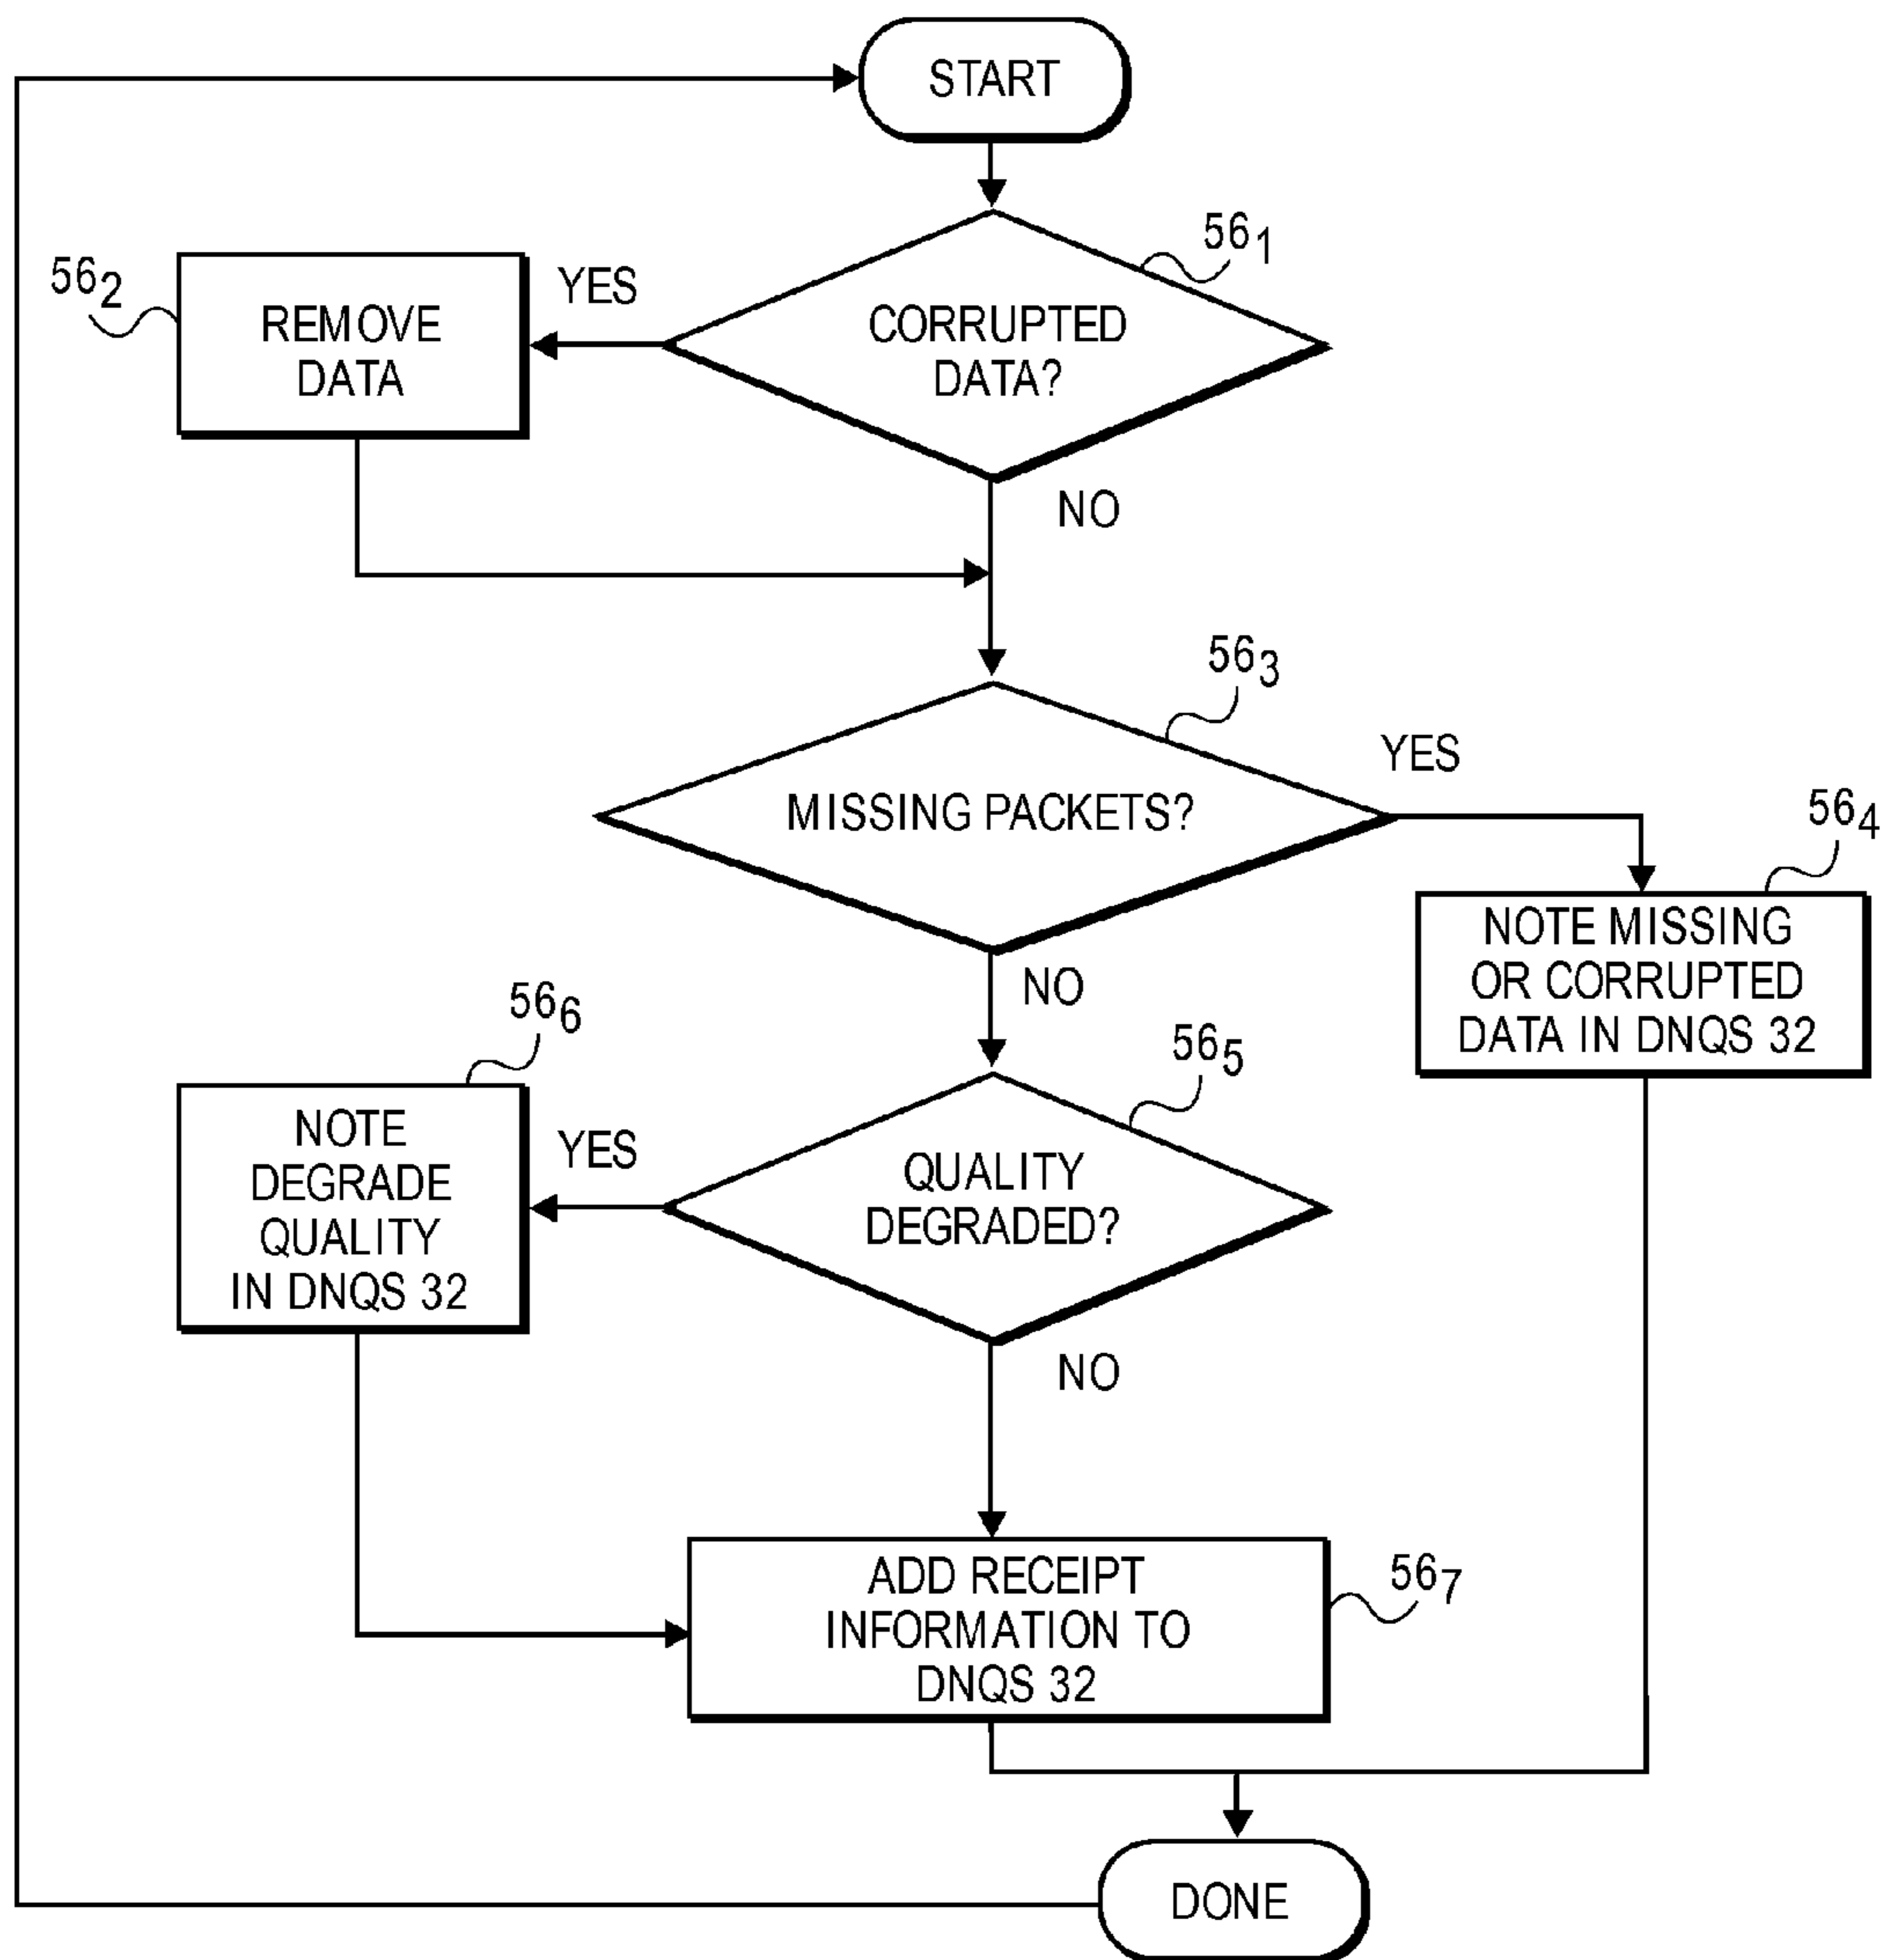 START
56₁
56₂
YES
REMOVE
DATA
CORRUPTED
DATA?
NO
56₃
YES
MISSING PACKETS?
56₄
NOTE MISSING
OR CORRUPTED
DATA IN DNQS 32
NO
56₆
56₅
NOTE
DEGRADE
QUALITY
IN DNQS 32
YES
QUALITY
DEGRADED?
NO
ADD RECEIPT
INFORMATION TO
DNQS 32
56₇
DONE